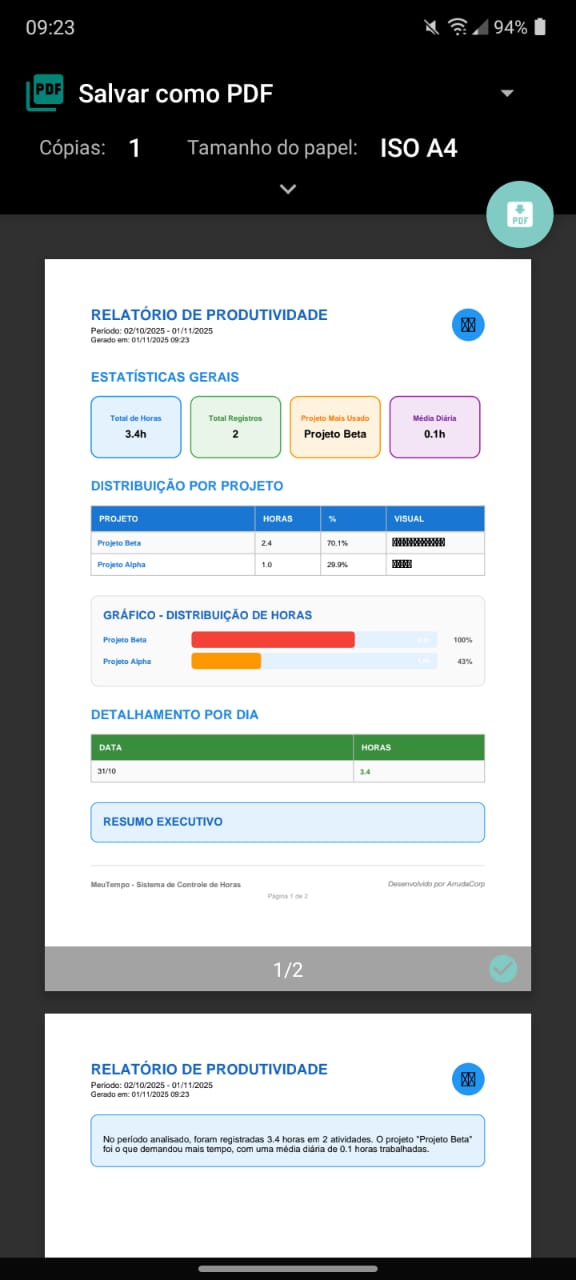 09:23
94%
PDF
Salvar como PDF
Cópias: 1 Tamanho do papel: ISO A4
PDF
RELATÓRIO DE PRODUTIVIDADE
Período: 02/10/2025 - 01/11/2025
Gerado em: 01/11/2025 09:23
ESTATÍSTICAS GERAIS
Total de Horas
3.4h
Total Registros
2
Projeto Mais Usado
Projeto Beta
Média Diária
0.1h
DISTRIBUIÇÃO POR PROJETO
PROJETO HORAS % VISUAL
Projeto Beta 2.4 70.1%
Projeto Alpha 1.0 29.9%
GRÁFICO - DISTRIBUIÇÃO DE HORAS
Projeto Beta 100%
Projeto Alpha 43%
DETALHAMENTO POR DIA
DATA HORAS
31/10 3.4
RESUMO EXECUTIVO
MeuTempo - Sistema de Controle de Horas
Desenvolvido por ArrudaCorp
Página 1 de 2
1/2
RELATÓRIO DE PRODUTIVIDADE
Período: 02/10/2025 - 01/11/2025
Gerado em: 01/11/2025 09:23
No período analisado, foram registradas 3.4 horas em 2 atividades. O projeto "Projeto Beta"
foi o que demandou mais tempo, com uma média diária de 0.1 horas trabalhadas.